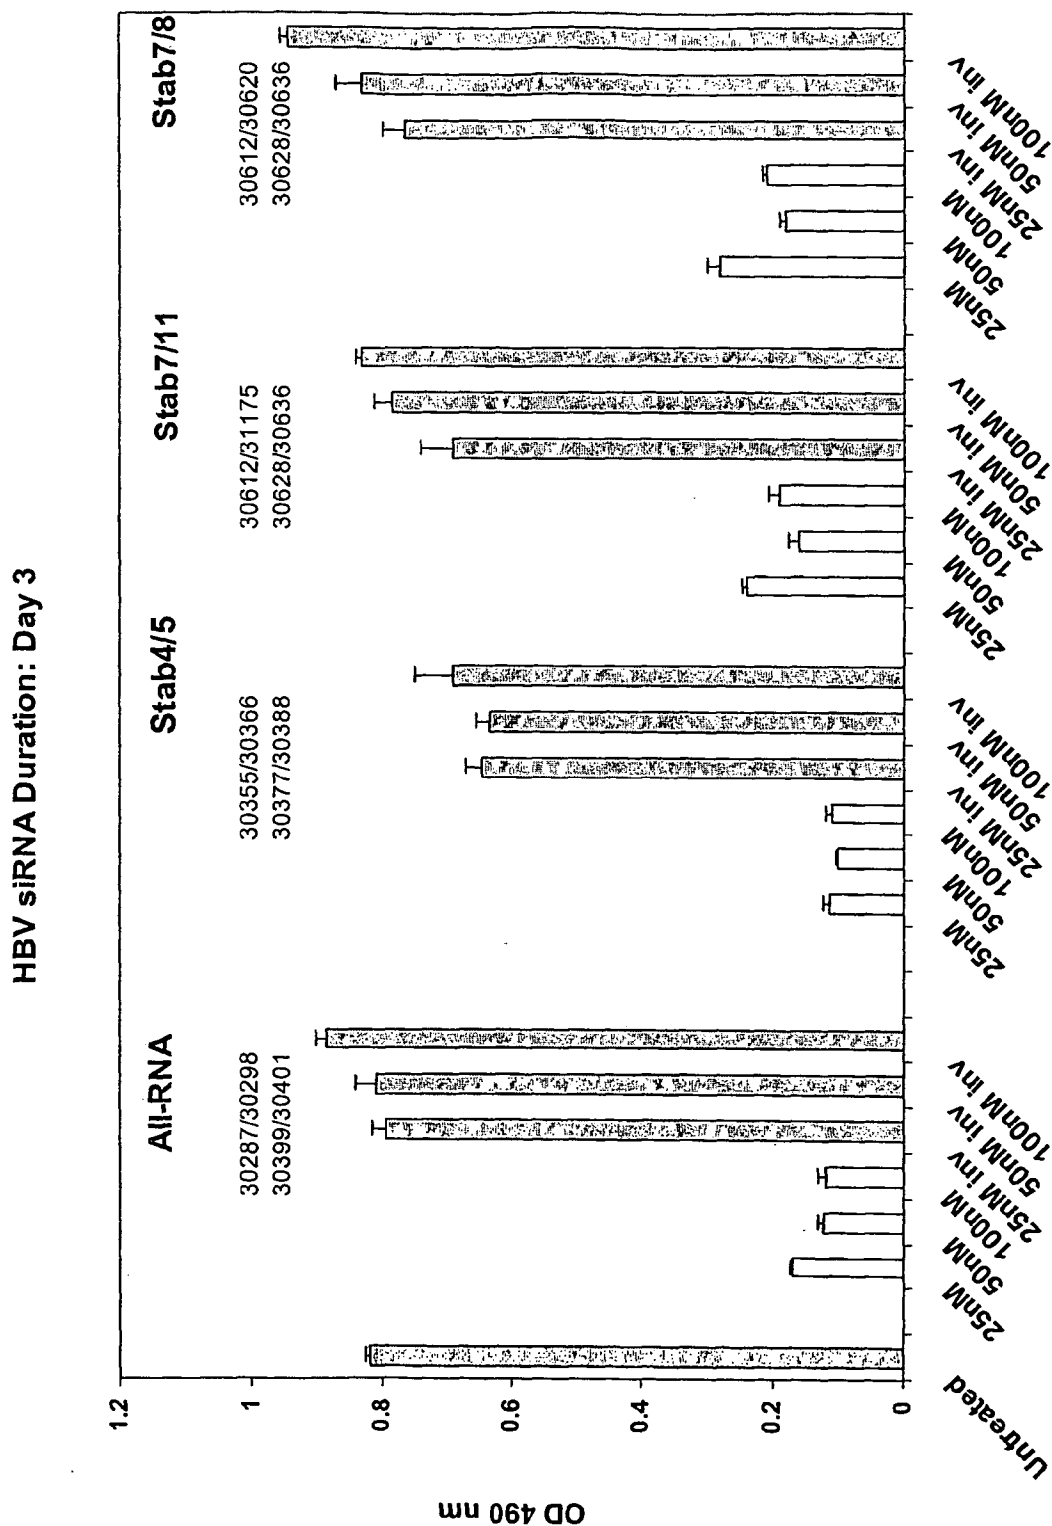 HBV siRNA Duration: Day 3
All-RNA
30287/30298
30399/30401
Stab4/5
30355/30366
30377/30388
Stab7/11
30612/31175
30628/30636
Stab7/8
30612/30620
30628/30636
OD 490 nm
1.2
1
0.8
0.6
0.4
0.2
0
Untreated
25nM
50nM
100nM
25nM inv
50nM inv
100nM inv
25nM
50nM
100nM
25nM inv
50nM inv
100nM inv
25nM
50nM
100nM
25nM inv
50nM inv
100nM inv
25nM
50nM
100nM
25nM inv
50nM inv
100nM inv